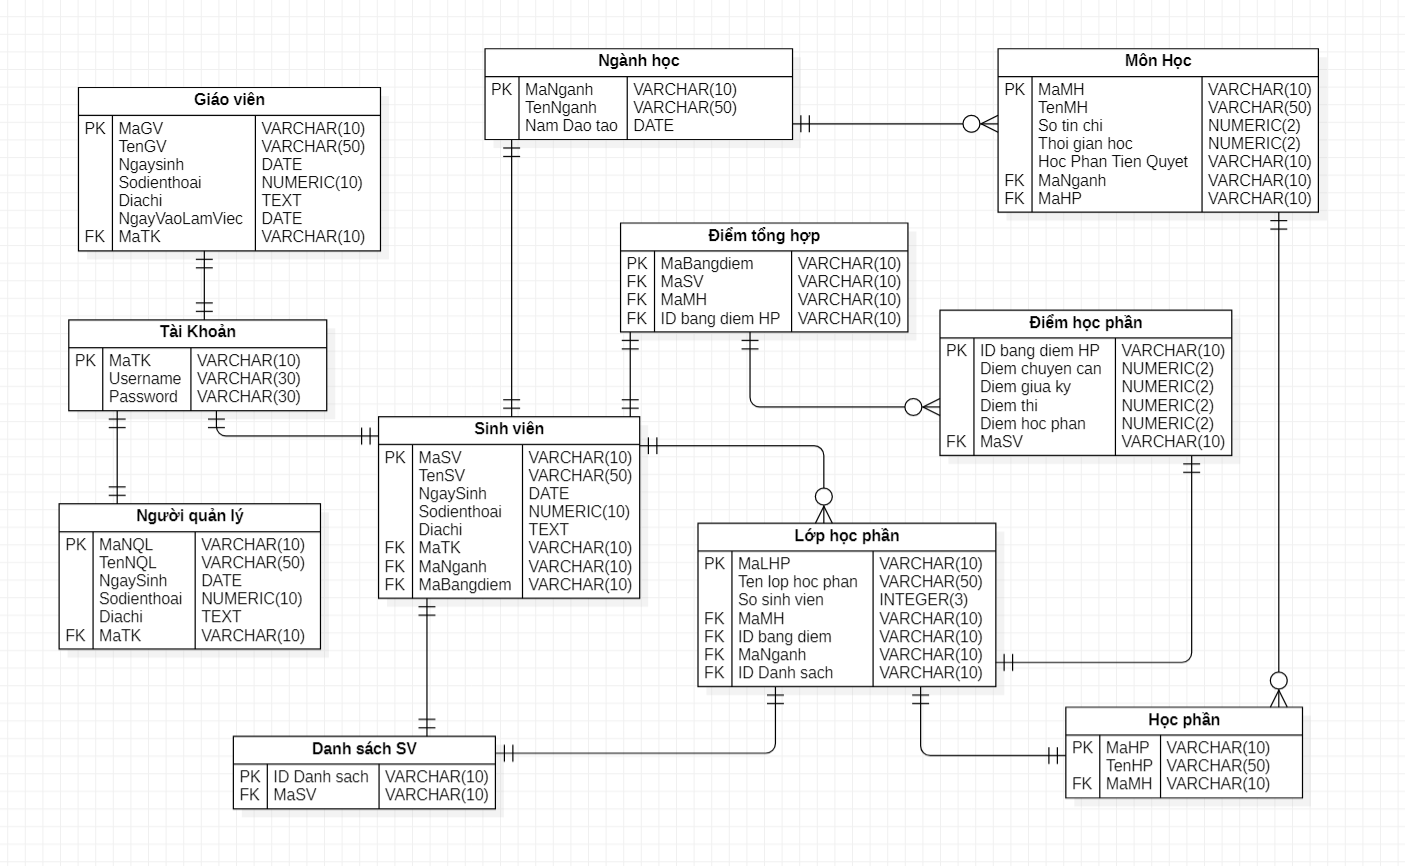 Ngành học
PK MaNganh VARCHAR(10)
TenNganh VARCHAR(50)
Nam Dao tao DATE
Môn Học
PK MaMH VARCHAR(10)
TenMH VARCHAR(50)
So tin chi NUMERIC(2)
Thoi gian hoc NUMERIC(2)
Hoc Phan Tien Quyet VARCHAR(10)
FK MaNganh VARCHAR(10)
FK MaHP VARCHAR(10)
Giáo viên
PK MaGV VARCHAR(10)
TenGV VARCHAR(50)
Ngaysinh DATE
Sodienthoai NUMERIC(10)
Diachi TEXT
NgayVaoLamViec DATE
FK MaTK VARCHAR(10)
Điểm tổng hợp
PK MaBangdiem VARCHAR(10)
FK MaSV VARCHAR(10)
FK MaMH VARCHAR(10)
FK ID bang diem HP VARCHAR(10)
Điểm học phần
PK ID bang diem HP VARCHAR(10)
Diem chuyen can NUMERIC(2)
Diem giua ky NUMERIC(2)
Diem thi NUMERIC(2)
Diem hoc phan NUMERIC(2)
FK MaSV VARCHAR(10)
Tài Khoản
PK MaTK VARCHAR(10)
Username VARCHAR(30)
Password VARCHAR(30)
Sinh viên
PK MaSV VARCHAR(10)
TenSV VARCHAR(50)
NgaySinh DATE
Sodienthoai NUMERIC(10)
Diachi TEXT
FK MaTK VARCHAR(10)
FK MaNganh VARCHAR(10)
FK MaBangdiem VARCHAR(10)
Người quản lý
PK MaNQL VARCHAR(10)
TenNQL VARCHAR(50)
NgaySinh DATE
Sodienthoai NUMERIC(10)
Diachi TEXT
FK MaTK VARCHAR(10)
Lớp học phần
PK MaLHP VARCHAR(10)
Ten lop hoc phan VARCHAR(50)
So sinh vien INTEGER(3)
FK MaMH VARCHAR(10)
FK ID bang diem VARCHAR(10)
FK MaNganh VARCHAR(10)
FK ID Danh sach VARCHAR(10)
Học phần
PK MaHP VARCHAR(10)
TenHP VARCHAR(50)
FK MaMH VARCHAR(10)
Danh sách SV
PK ID Danh sach VARCHAR(10)
FK MaSV VARCHAR(10)